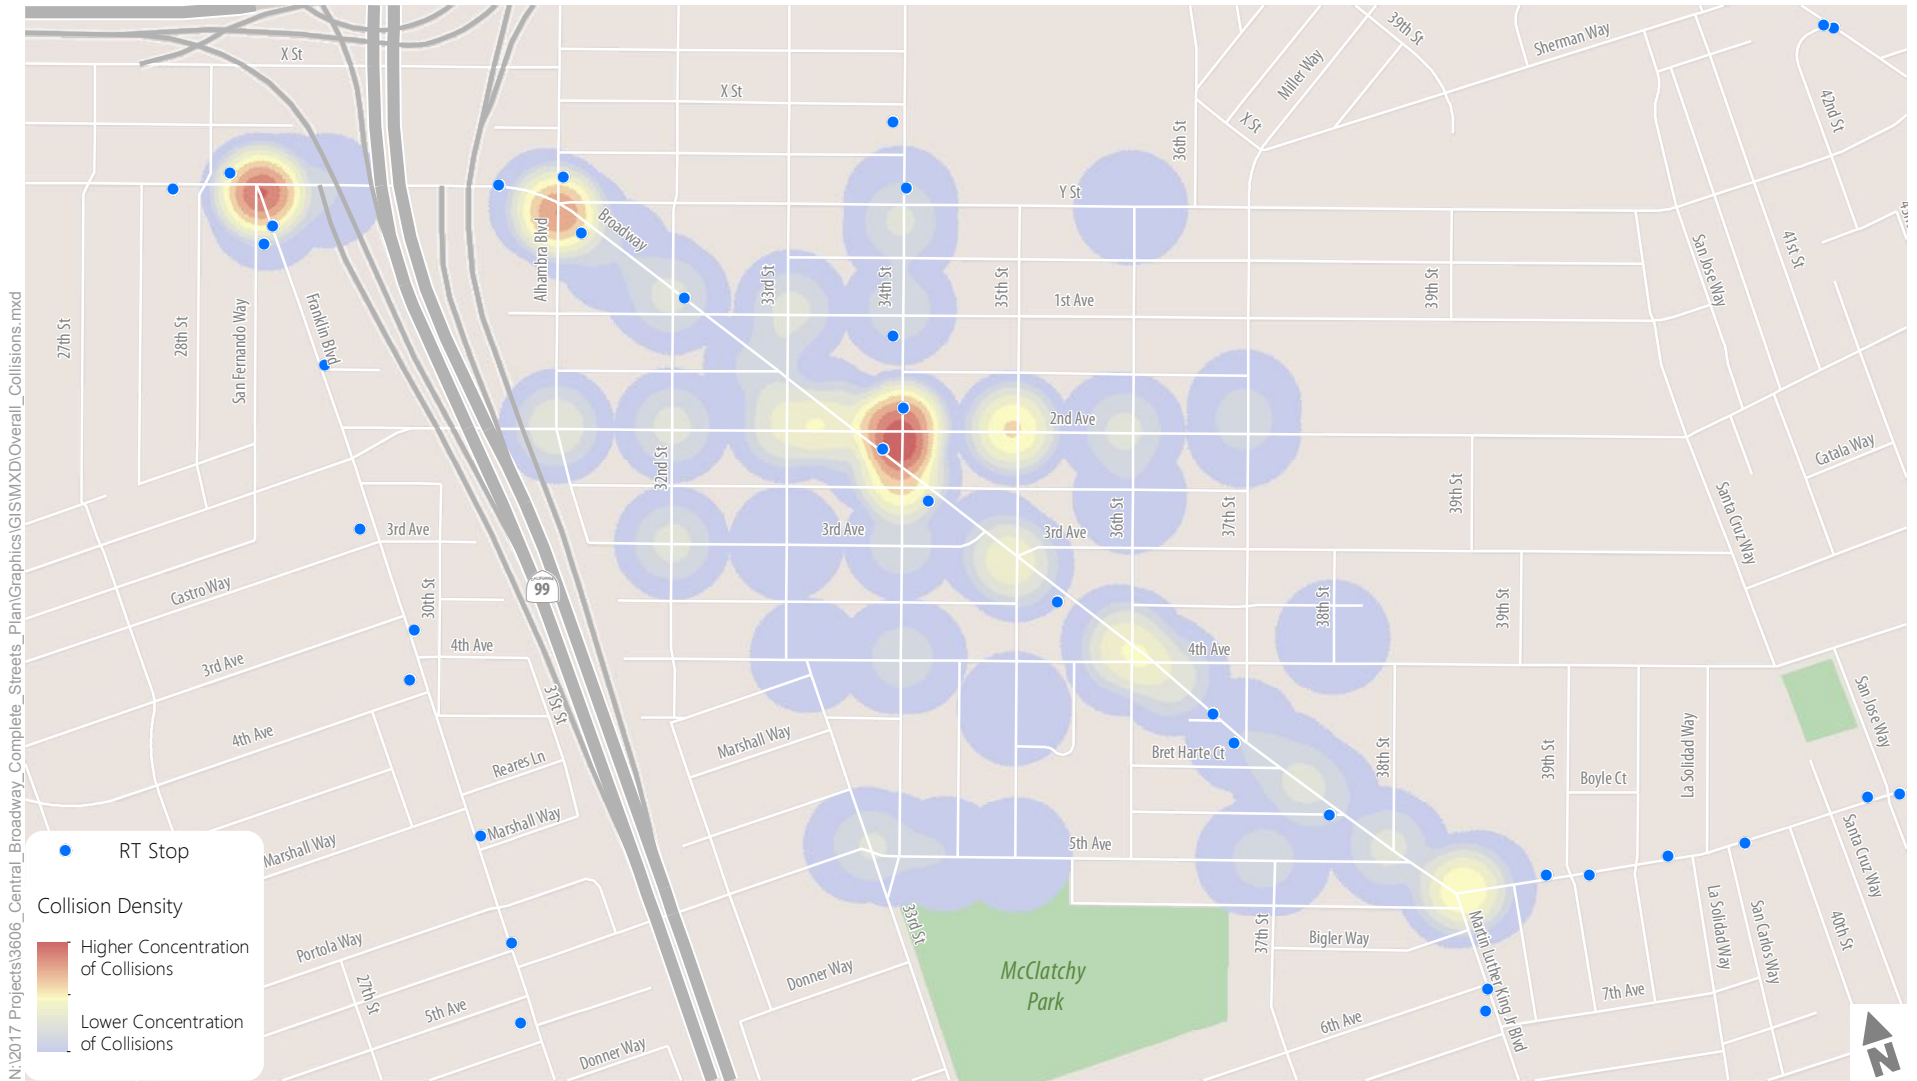 39th St
Sherman Way
X St
Miller Way
X St
42nd St
X St
36th St
Y St
Broadway
Alhambra Blvd
San Jose Way
41st St
33rd St
34th St
35th St
1st Ave
39th St
27th St
28th St
San Fernando Way
Franklin Blvd
2nd Ave
32nd St
Catala Way
39th St
36th St
37th St
3rd Ave
3rd Ave
3rd Ave
Santa Cruz Way
CALIFORNIA
99
Castro Way
30th St
38th St
39th St
4th Ave
4th Ave
3rd Ave
31st St
San Jose Way
4th Ave
Marshall Way
Reares Ln
Bret Harte Ct
38th St
39th St
Boyle Ct
La Solidad Way
Marshall Way
Marshall Way
5th Ave
Santa Cruz Way
33rd St
37th St
Bigler Way
Martin Luther King Jr Blvd
La Solidad Way
San Carlos Way
40th St
Portola Way
27th St
5th Ave
Donner Way
Donner Way
McClatchy
Park
6th Ave
7th Ave
RT Stop
Collision Density
Higher Concentration
of Collisions
Lower Concentration
of Collisions
N
N:\2017 Projects\3606_Central_Broadway_Complete_Streets_Plan\Graphics\GIS\MXD\Overall_Collisions.mxd